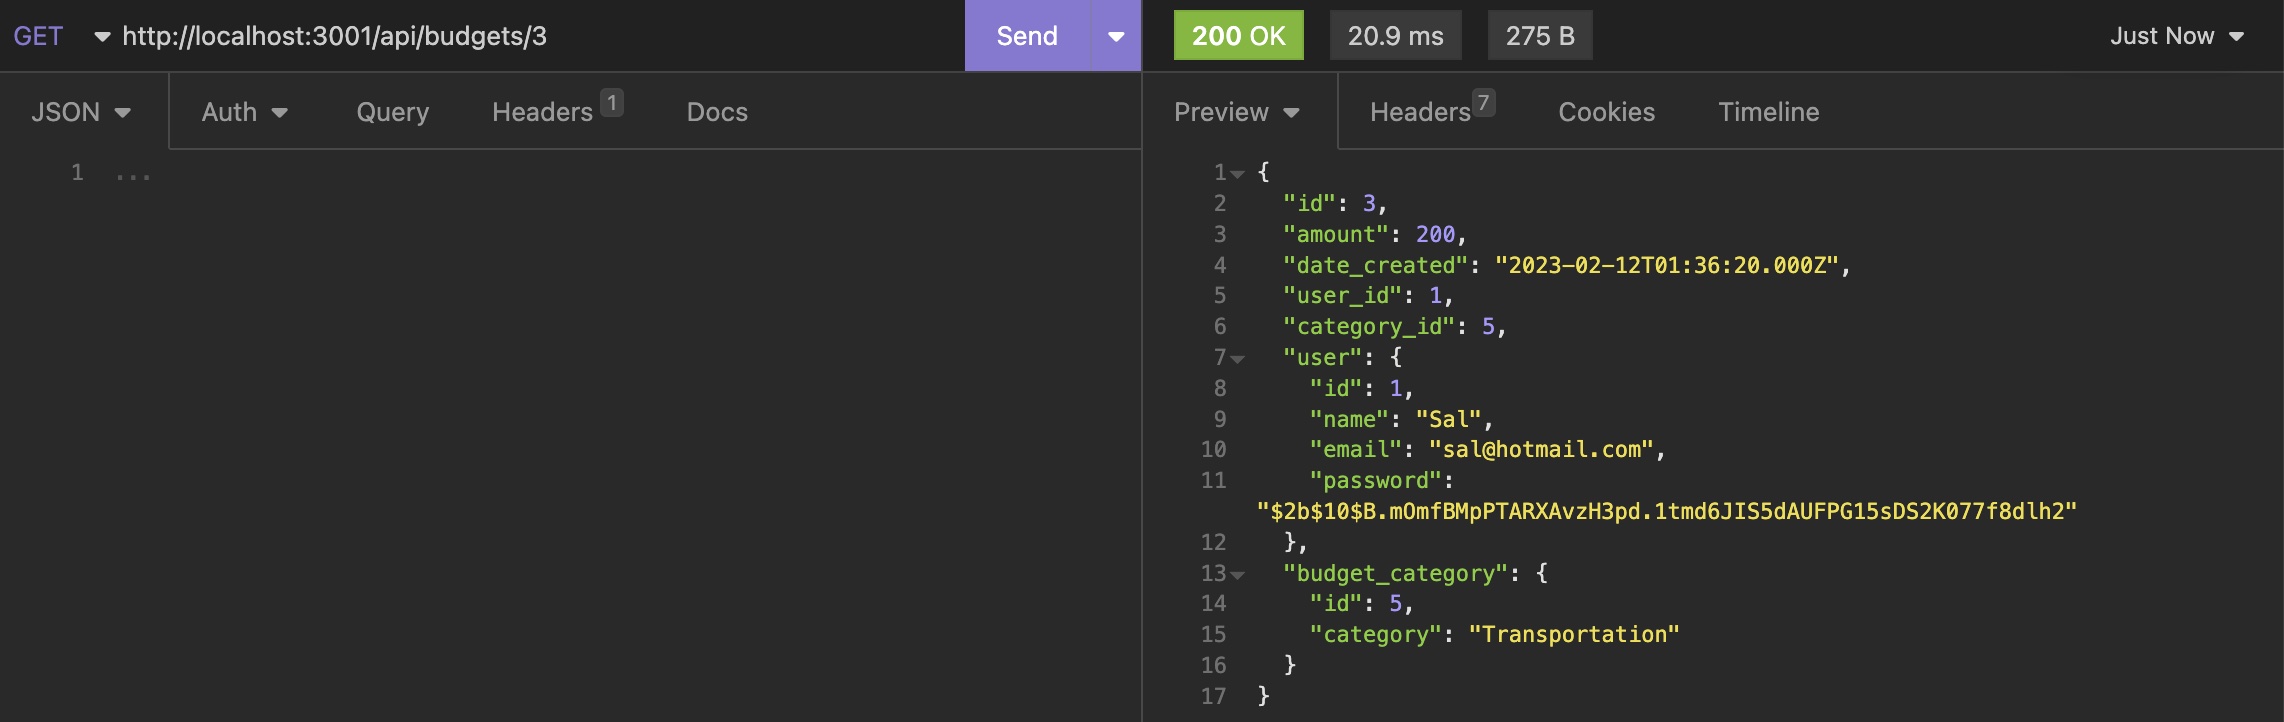 GET http://localhost:3001/api/budgets/3 Send 200 OK 20.9 ms 275 B Just Now
JSON Auth Query Headers 1 Docs Preview Headers 7 Cookies Timeline
1 ...
1 {
2 "id": 3,
3 "amount": 200,
4 "date_created": "2023-02-12T01:36:20.000Z",
5 "user_id": 1,
6 "category_id": 5,
7 "user": {
8 "id": 1,
9 "name": "Sal",
10 "email": "sal@hotmail.com",
11 "password":
"$2b$10$B.mOmfBMpPTARXAvzH3pd.1tmd6JIS5dAUFPG15sDS2K077f8dlh2"
12 },
13 "budget_category": {
14 "id": 5,
15 "category": "Transportation"
16 }
17 }